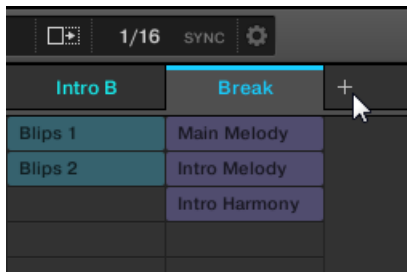 1/16 SYNC
Intro B Break +
Blips 1 Main Melody
Blips 2 Intro Melody
Intro Harmony